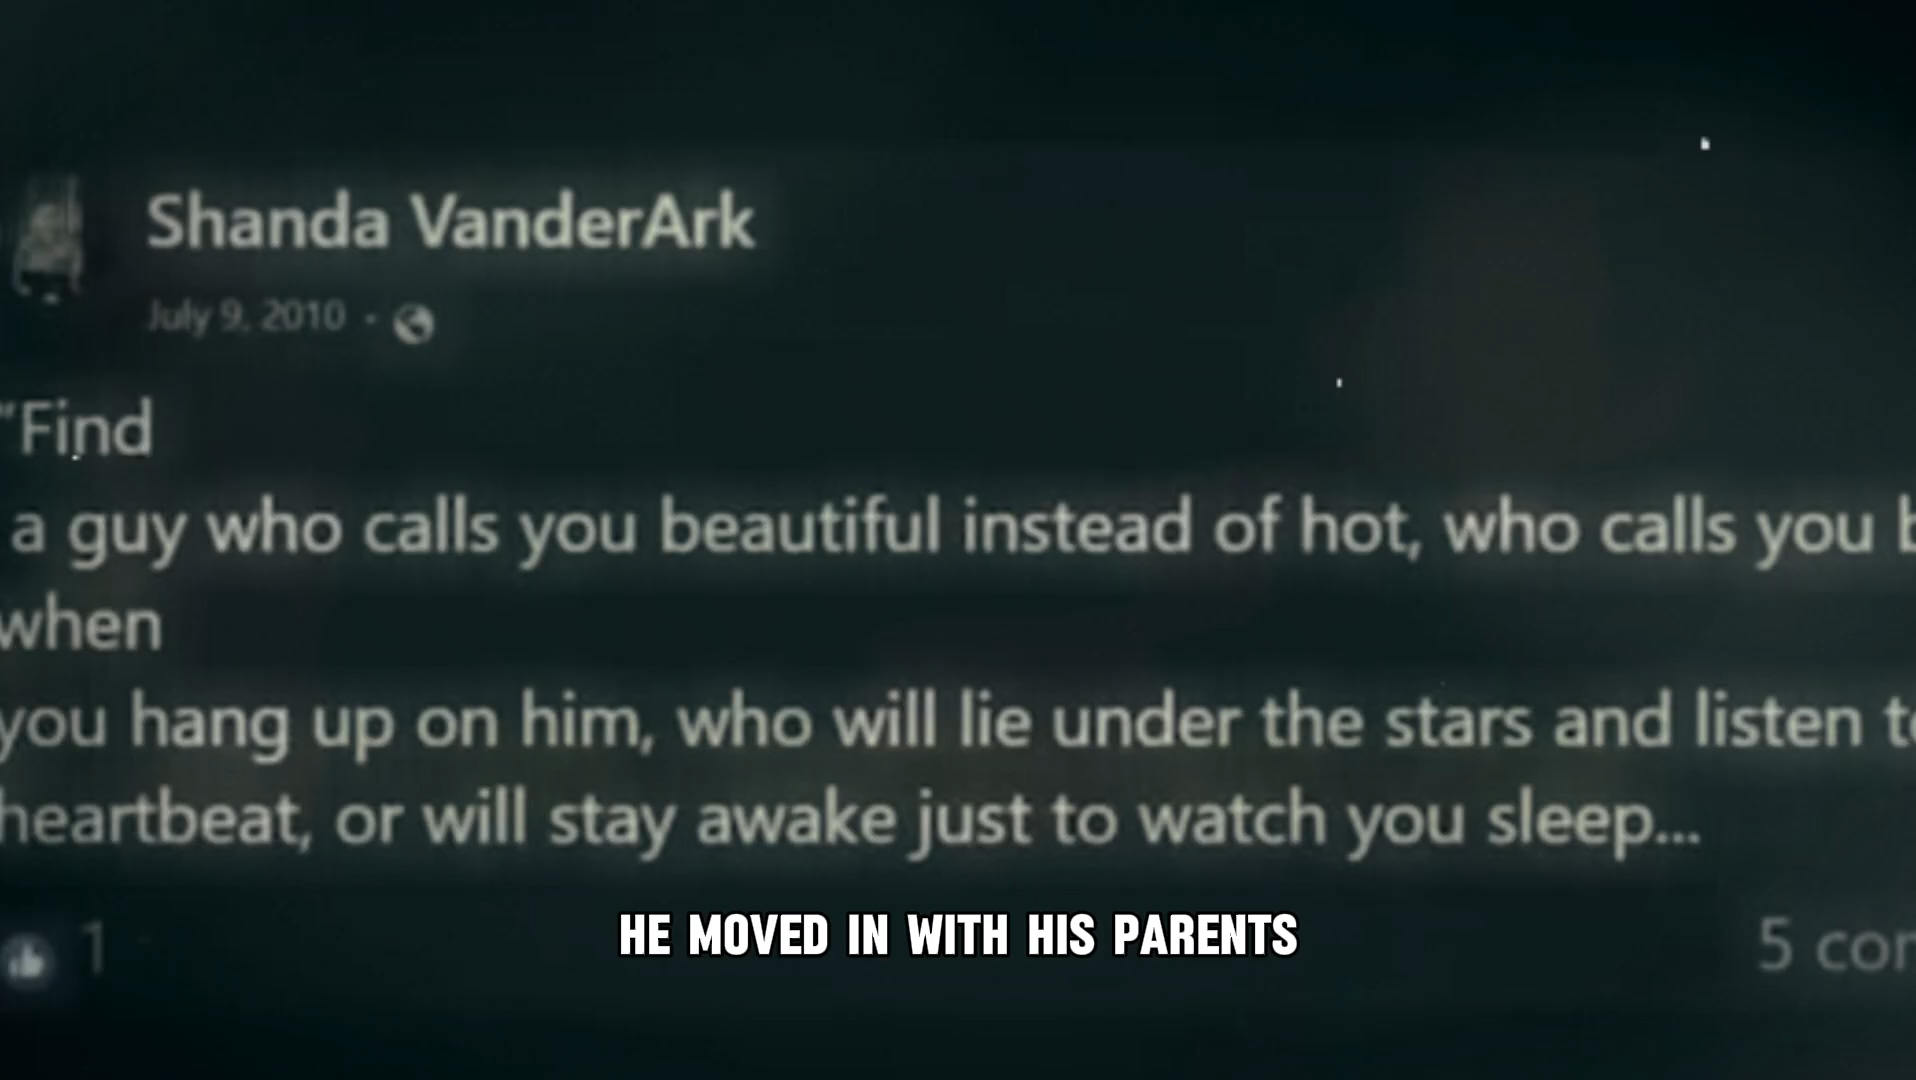 Shanda VanderArk
July 9, 2010 ·
"Find
a guy who calls you beautiful instead of hot, who calls you
when
you hang up on him, who will lie under the stars and listen
heartbeat, or will stay awake just to watch you sleep...
HE MOVED IN WITH HIS PARENTS
1
5